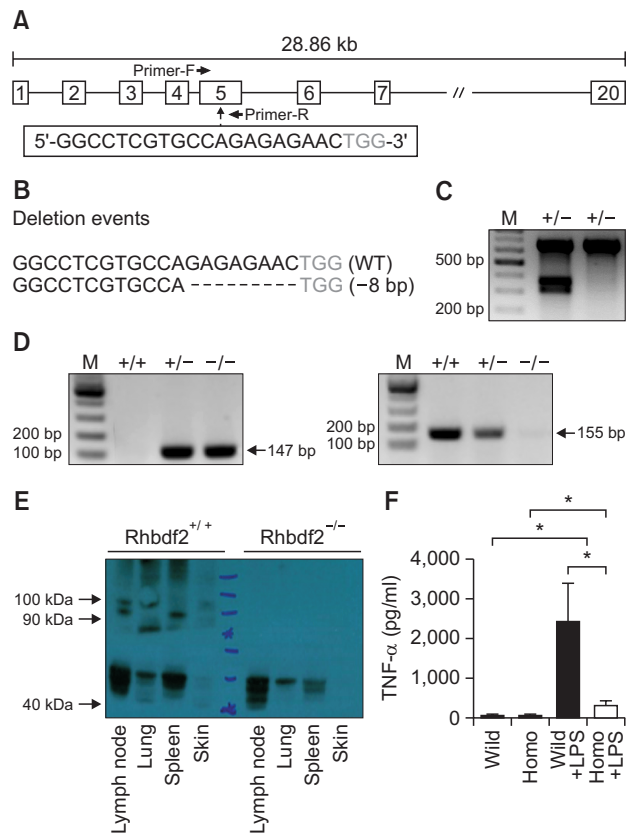 A
28.86 kb
Primer-F
1 2 3 4 5 6 7 // 20
Primer-R
5'-GGCCTCGTGCCAGAGAGAACTGG-3'
B
Deletion events
GGCCTCGTGCCAGAGAGAACTGG (WT)
GGCCTCGTGCCA --------TGG (−8 bp)
C
M +/− +/−
500 bp
200 bp
D
M +/+ +/− −/−
200 bp
100 bp
147 bp
M +/+ +/− −/−
200 bp
100 bp
155 bp
E
Rhbdf2+/+ Rhbdf2−/−
100 kDa
90 kDa
40 kDa
Lymph node
Lung
Spleen
Skin
Lymph node
Lung
Spleen
Skin
F
*
*
*
TNF-α (pg/ml)
4,000
3,000
2,000
1,000
0
Wild
Homo
Wild
+LPS
Homo
+LPS